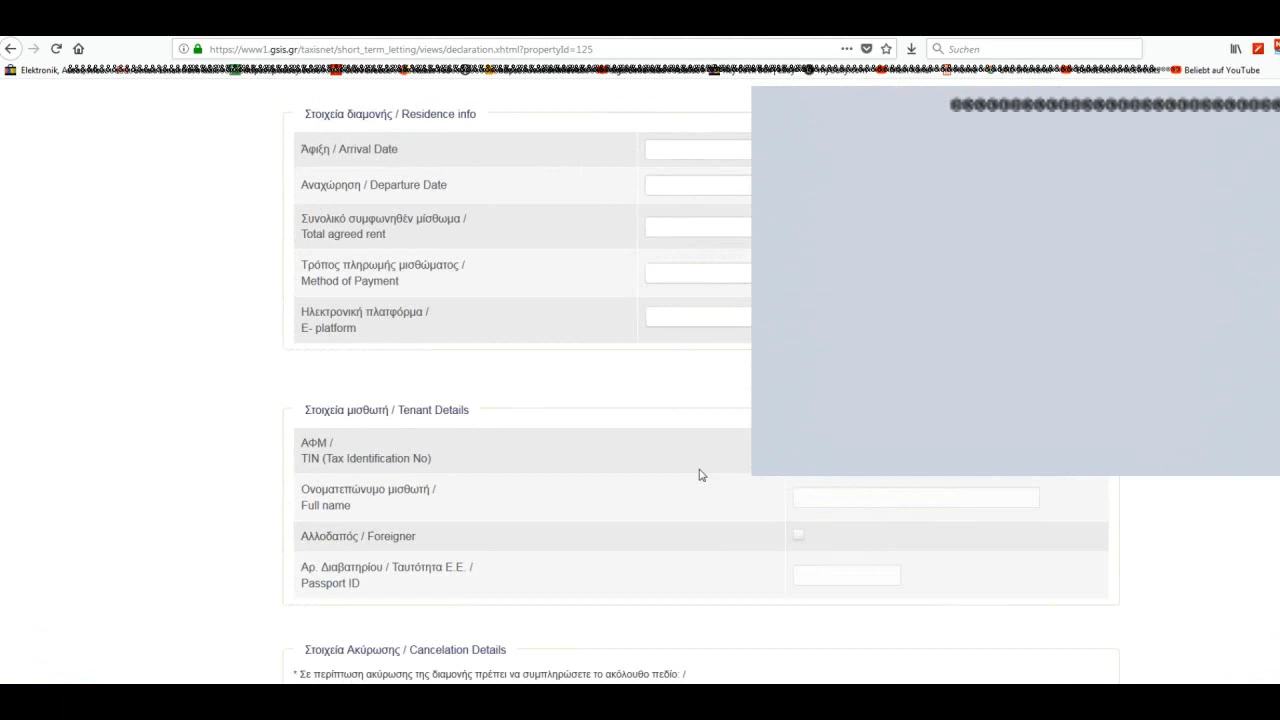 https://www1.gsis.gr/taxisnet/short_term_letting/views/declaration.xhtml?propertyId=125
Suchen
Elektronik, A
Beliebt auf YouTube
Στοιχεία διαμονής / Residence info
Άφιξη / Arrival Date
Αναχώρηση / Departure Date
Συνολικό συμφωνηθέν μίσθωμα /
Total agreed rent
Τρόπος πληρωμής μισθώματος /
Method of Payment
Ηλεκτρονική πλατφόρμα /
E- platform
Στοιχεία μισθωτή / Tenant Details
ΑΦΜ /
TIN (Tax Identification No)
Ονοματεπώνυμο μισθωτή /
Full name
Αλλοδαπός / Foreigner
Αρ. Διαβατηρίου / Ταυτότητα Ε.Ε. /
Passport ID
Στοιχεία Ακύρωσης / Cancelation Details
* Σε περίπτωση ακύρωσης της διαμονής πρέπει να συμπληρώσετε το ακόλουθο πεδίο: /